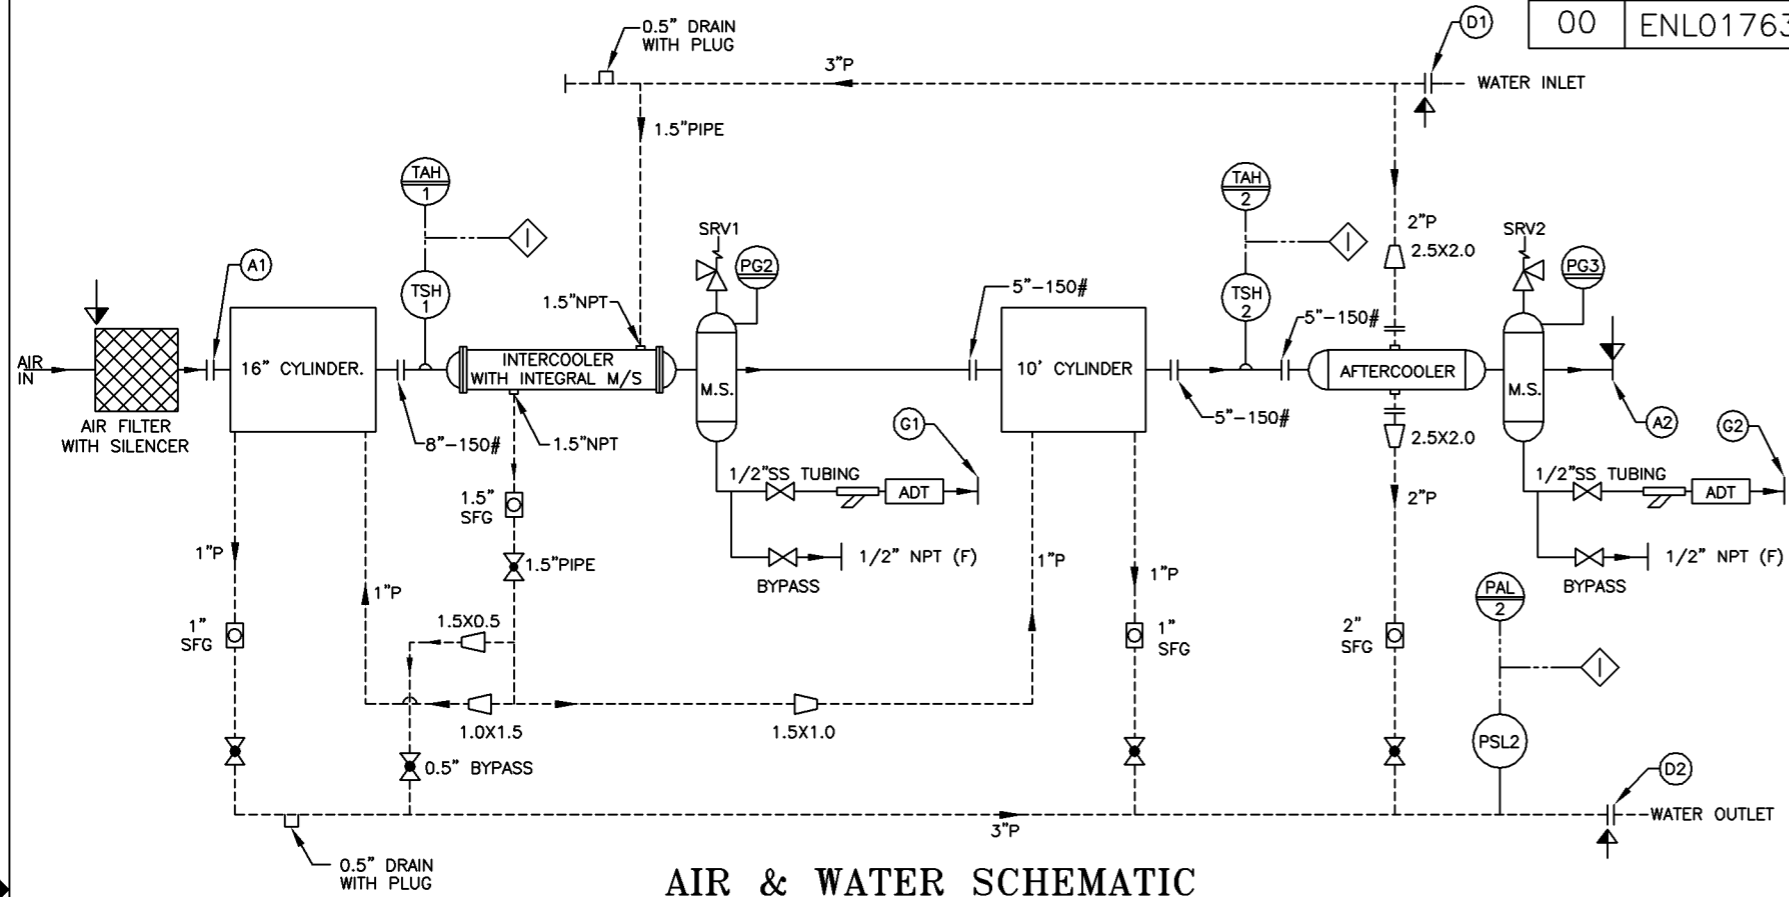 00 ENL01763
0.5" DRAIN
WITH PLUG
3"P
D1
WATER INLET
1.5"PIPE
TAH
1
TAH
2
2"P
2.5X2.0
SRV1
PG2
SRV2
PG3
A1
TSH
1
TSH
2
1.5"NPT
5"-150#
5"-150#
AIR
IN
16" CYLINDER.
INTERCOOLER
WITH INTEGRAL M/S
M.S.
10' CYLINDER
AFTERCOOLER
M.S.
AIR FILTER
WITH SILENCER
8"-150#
1.5"NPT
G1
5"-150#
2.5X2.0
A2
G2
1/2"SS TUBING
ADT
1/2"SS TUBING
ADT
1.5"
SFG
2"P
1"P
1.5"PIPE
1/2" NPT (F)
BYPASS
1"P
1"P
1/2" NPT (F)
BYPASS
1"P
PAL
2
1"
SFG
1.5X0.5
1"
SFG
2"
SFG
1.0X1.5
1.5X1.0
PSL2
0.5" BYPASS
D2
WATER OUTLET
3"P
0.5" DRAIN
WITH PLUG
AIR & WATER SCHEMATIC